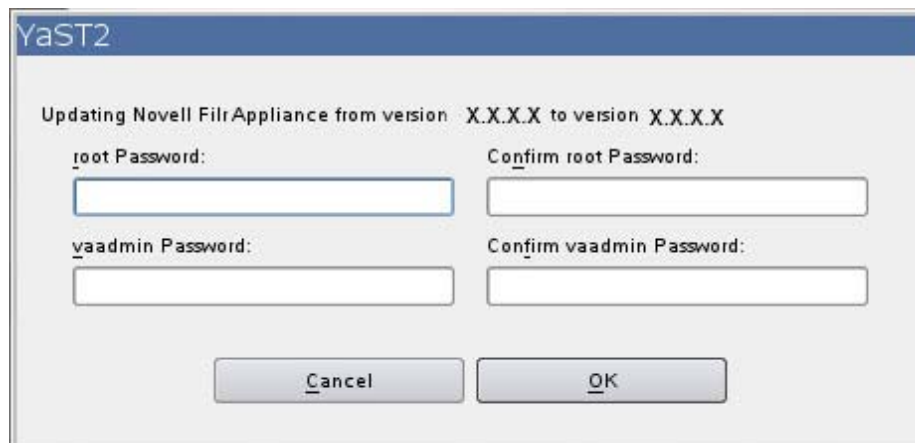 YaST2
Updating Novell Filr Appliance from version X.X.X.X to version X.X.X.X
root Password:
Confirm root Password:
vaadmin Password:
Confirm vaadmin Password:
Cancel
OK